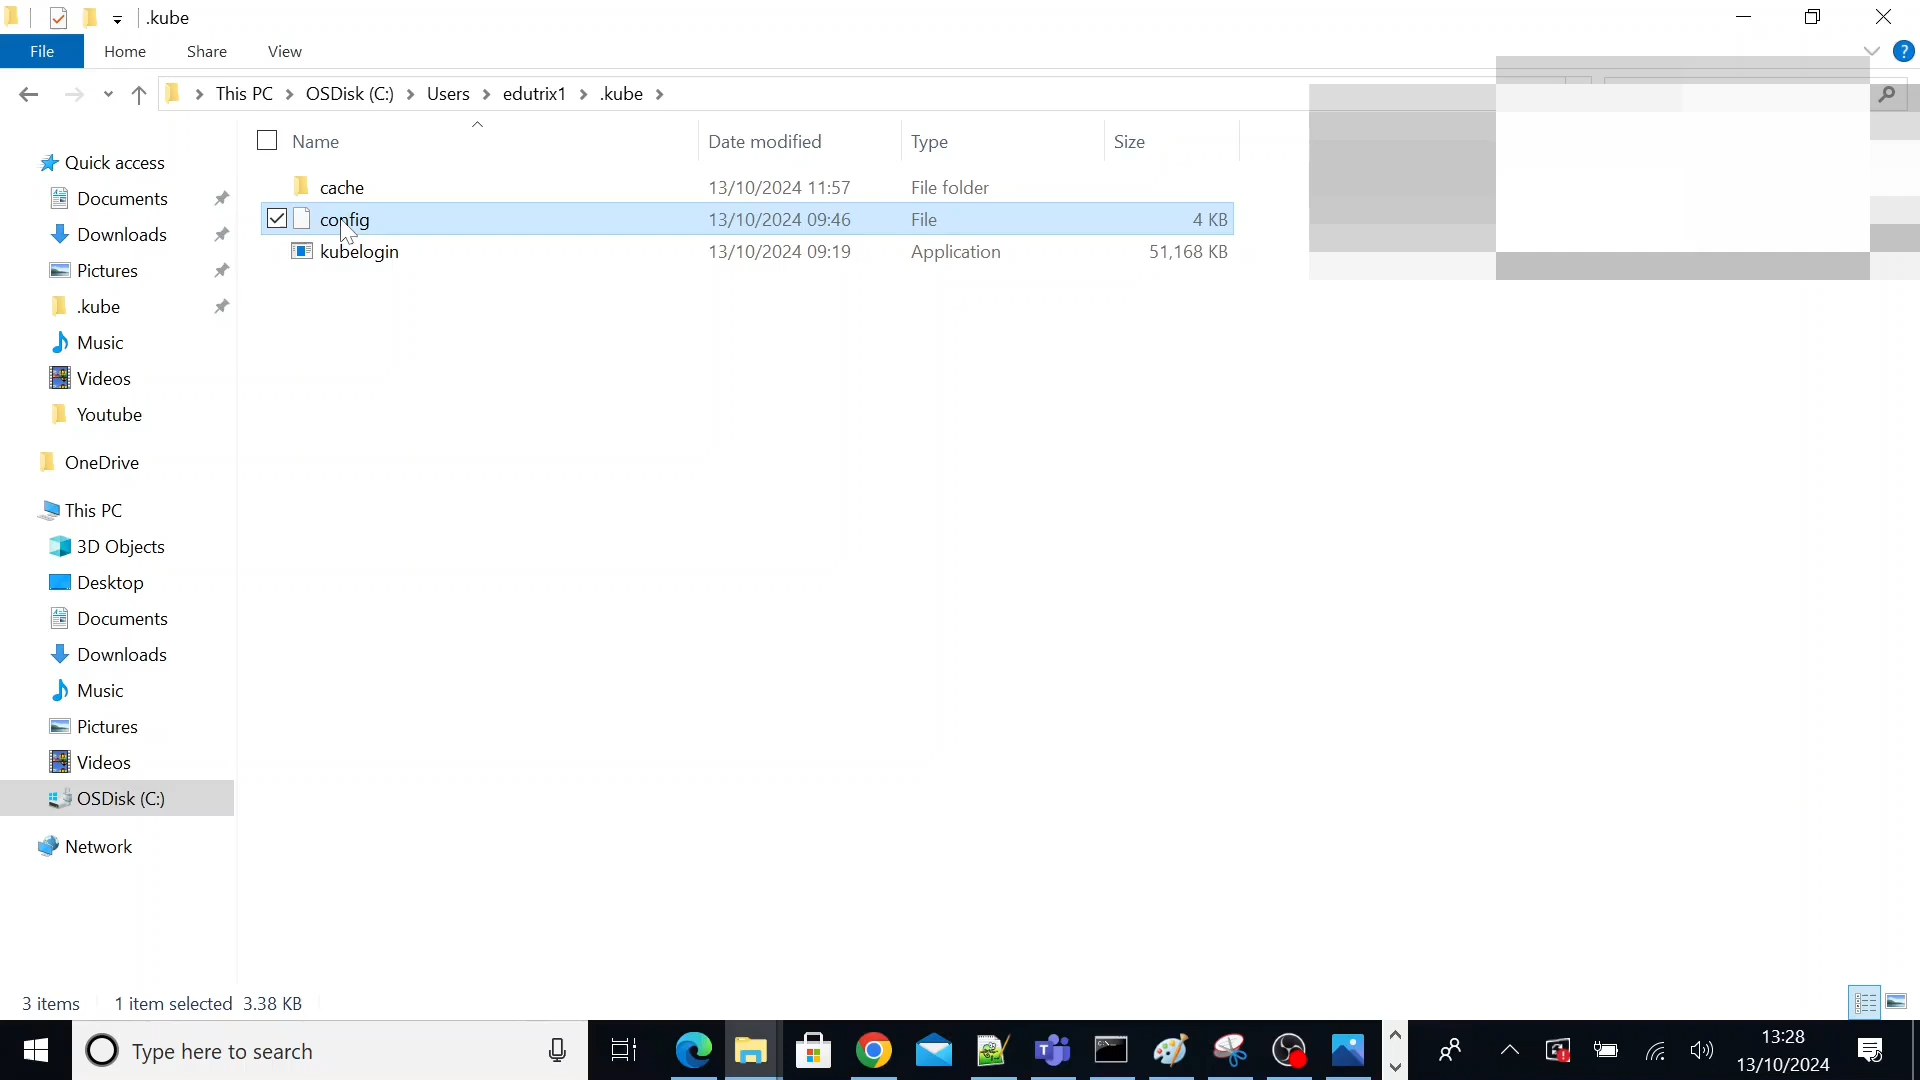 .kube
File Home Share View
This PC OSDisk (C:) Users edutrix1 .kube
Name Date modified Type Size
cache 13/10/2024 11:57 File folder
config 13/10/2024 09:46 File 4 KB
kubelogin 13/10/2024 09:19 Application 51,168 KB
Quick access
Documents
Downloads
Pictures
.kube
Music
Videos
Youtube
OneDrive
This PC
3D Objects
Desktop
Documents
Downloads
Music
Pictures
Videos
OSDisk (C:)
Network
3 items 1 item selected 3.38 KB
Type here to search
13:28
13/10/2024